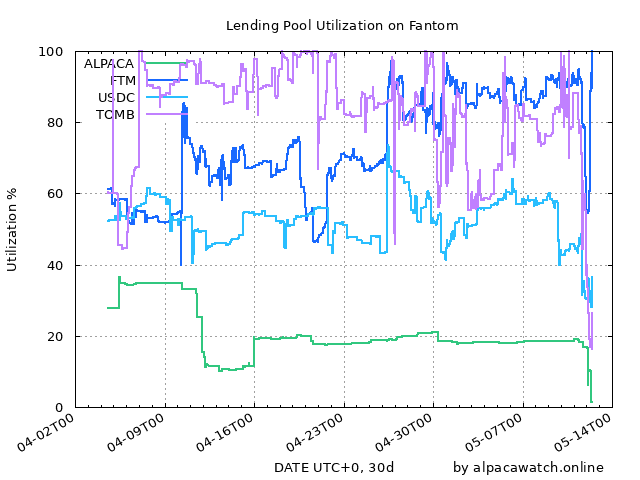 Lending Pool Utilization on Fantom
100
80
60
40
20
0
Utilization %
ALPACA
FTM
USDC
TOMB
04-02T00
04-09T00
04-16T00
04-23T00
04-30T00
05-07T00
05-14T00
DATE UTC+0, 30d
by alpacawatch.online